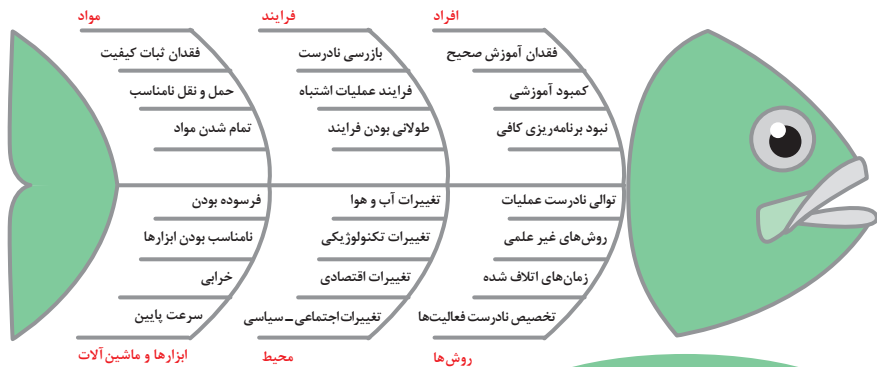 افراد
فرایند
مواد
فقدان آموزش صحیح
بازرسی نادرست
فقدان ثبات کیفیت
کمبود آموزشی
فرایند عملیات اشتباه
حمل و نقل نامناسب
نبود برنامه‌ریزی کافی
طولانی بودن فرایند
تمام شدن مواد
توالی نادرست عملیات
تغییرات آب و هوا
فرسوده بودن
روش‌های غیر علمی
تغییرات تکنولوژیکی
نامناسب بودن ابزارها
زمان‌های اتلاف شده
تغییرات اقتصادی
خرابی
تخصیص نادرست فعالیت‌ها
تغییرات اجتماعی ـ سیاسی
سرعت پایین
روش‌ها
محیط
ابزارها و ماشین آلات